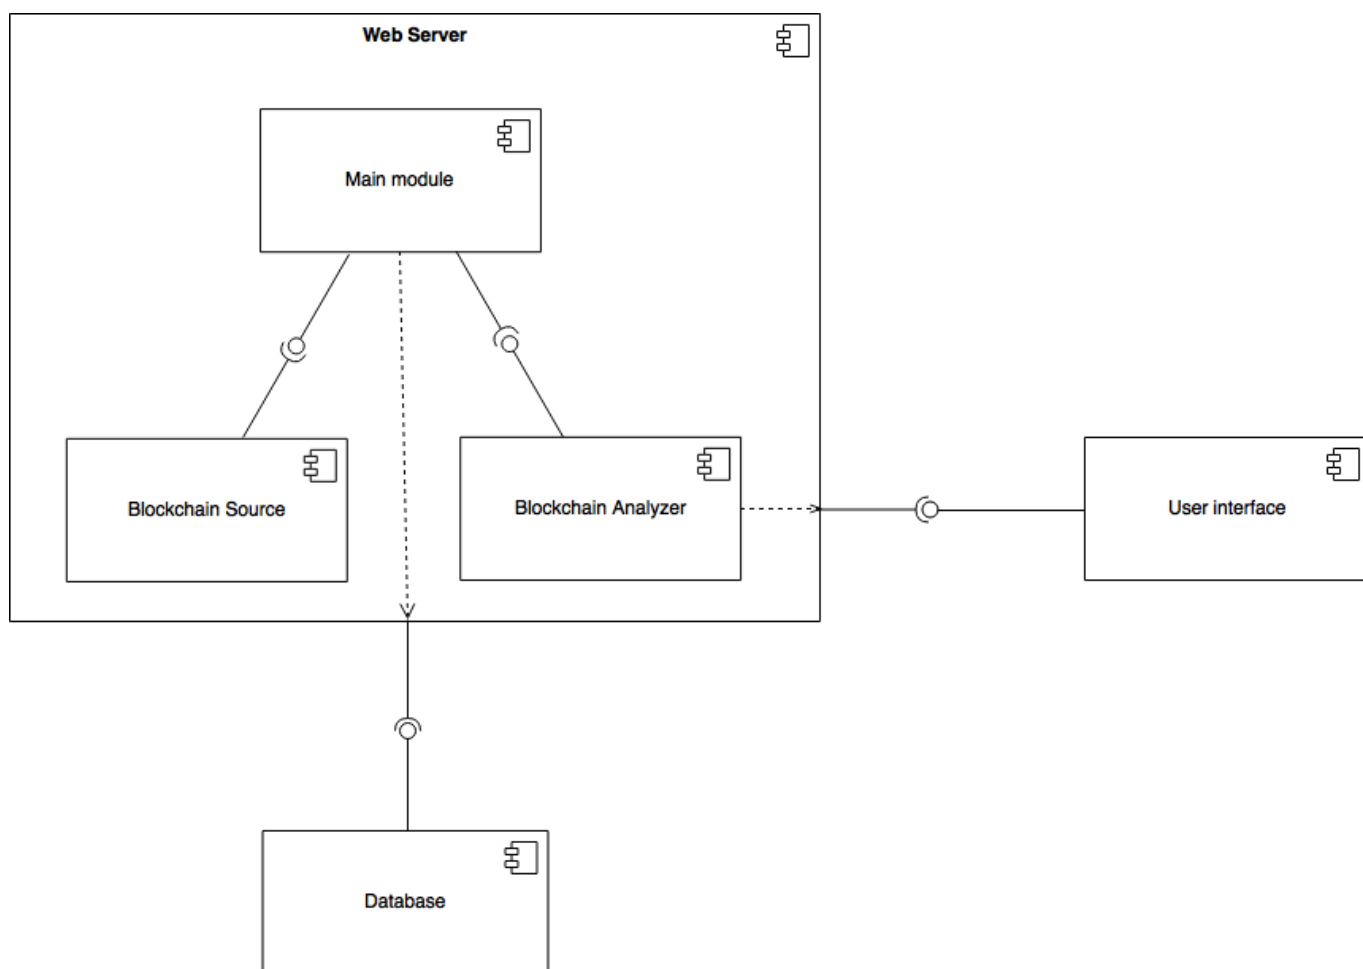 Web Server
Main module
Blockchain Source
Blockchain Analyzer
User interface
Database